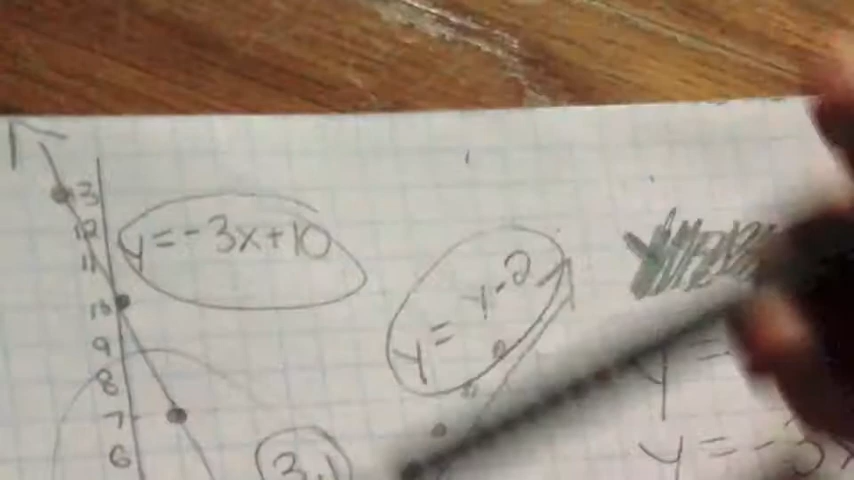 y=-3x+10
y=x-2
13
12
11
10
9
8
7
6
3,1
y=
y=-3x